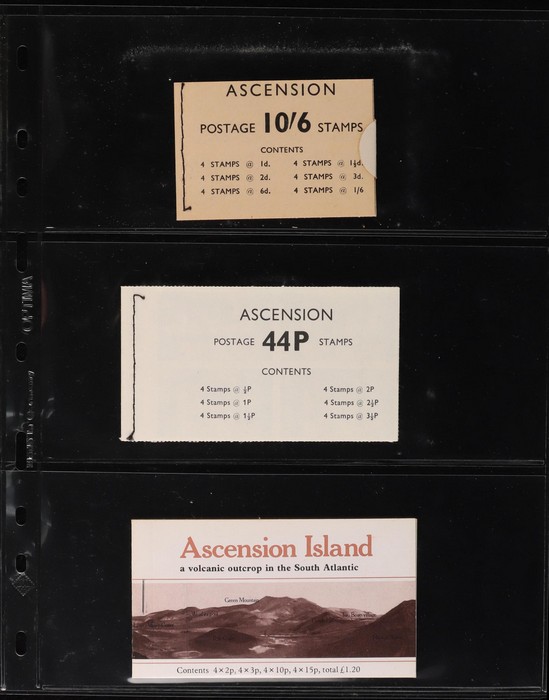 ASCENSION
POSTAGE 10/6 STAMPS
CONTENTS
4 STAMPS @ 1d. 4 STAMPS @ 1½d.
4 STAMPS @ 2d. 4 STAMPS @ 3d.
4 STAMPS @ 6d. 4 STAMPS @ 1/6
ASCENSION
POSTAGE 44P STAMPS
CONTENTS
4 Stamps @ ½P 4 Stamps @ 2P
4 Stamps @ 1P 4 Stamps @ 2½P
4 Stamps @ 1½P 4 Stamps @ 3½P
Ascension Island
a volcanic outcrop in the South Atlantic
Green Mountain
Contents 4×2p, 4×3p, 4×10p, 4×15p, total £1.20